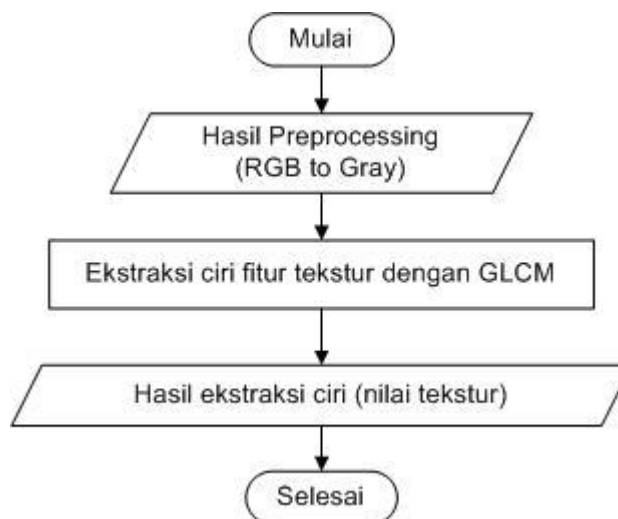 Mulai
Hasil Preprocessing
(RGB to Gray)
Ekstraksi ciri fitur tekstur dengan GLCM
Hasil ekstraksi ciri (nilai tekstur)
Selesai